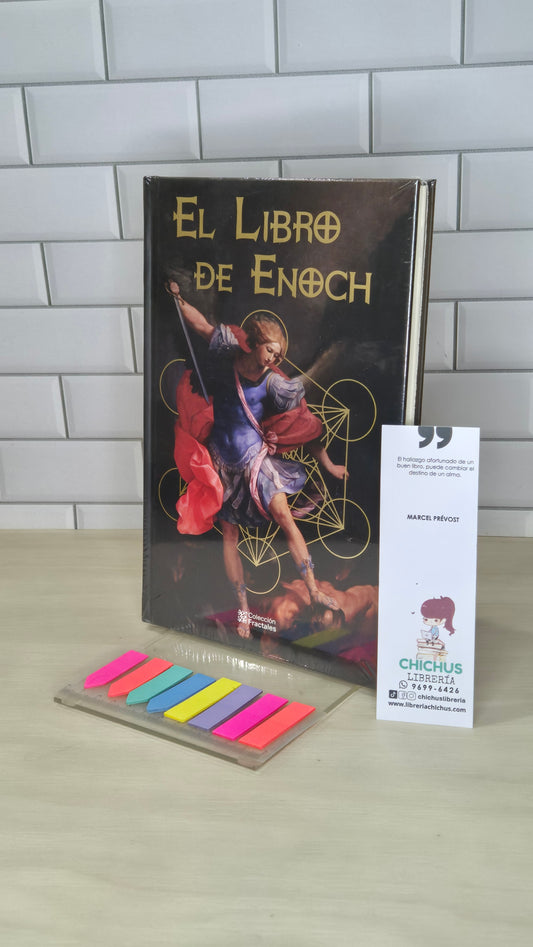 EL LIBRO
DE ENOCH
Colección
Fractales
”
El hallazgo afortunado de un
buen libro, puede cambiar el
destino de un alma.
MARCEL PRÉVOST
CHICHUS
LIBRERÍA
9699-6426
chichuslibreria
www.libreriachichus.com